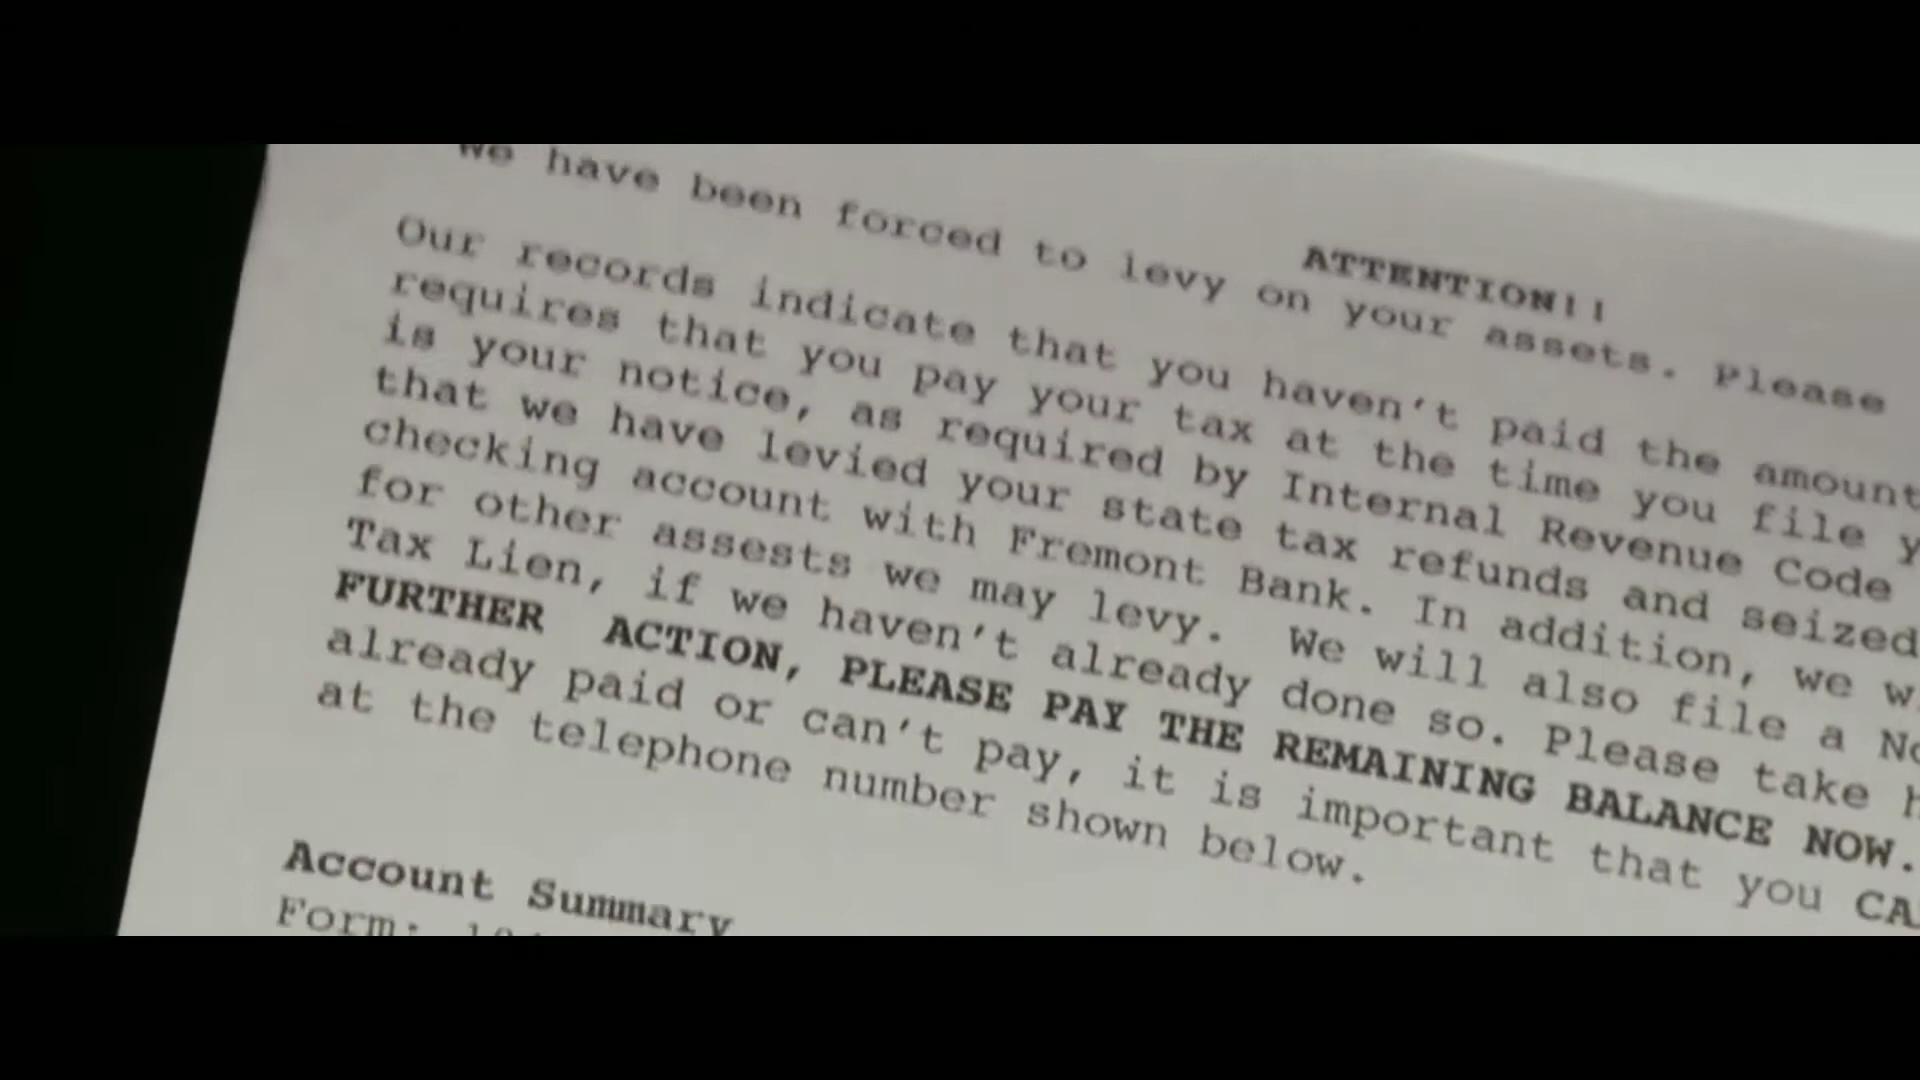 ATTENTION!!
We have been forced to levy on your assets. Please
Our records indicate that you haven't paid the amount
requires that you pay your tax at the time you file
is your notice, as required by Internal Revenue Code
that we have levied your state tax refunds and seized
checking account with Fremont Bank. In addition, we
for other assests we may levy. We will also file a
Tax Lien, if we haven't already done so. Please take
FURTHER ACTION, PLEASE PAY THE REMAINING BALANCE NOW.
already paid or can't pay, it is important that you
at the telephone number shown below.
Account Summary
Form: